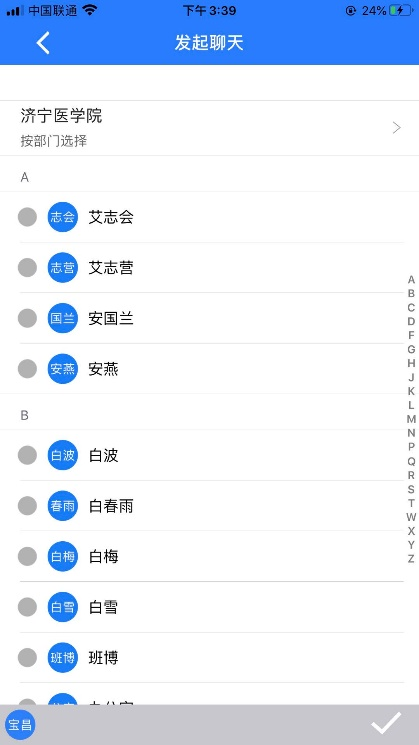 中国联通 下午 3:39 24%
发起聊天
济宁医学院
按部门选择
A
志会 艾志会
志营 艾志营
国兰 安国兰
安燕 安燕
B
白波 白波
春雨 白春雨
白梅 白梅
白雪 白雪
班博 班博
A
B
C
D
F
G
H
J
K
L
M
N
P
Q
R
S
T
W
X
Y
Z
宝昌